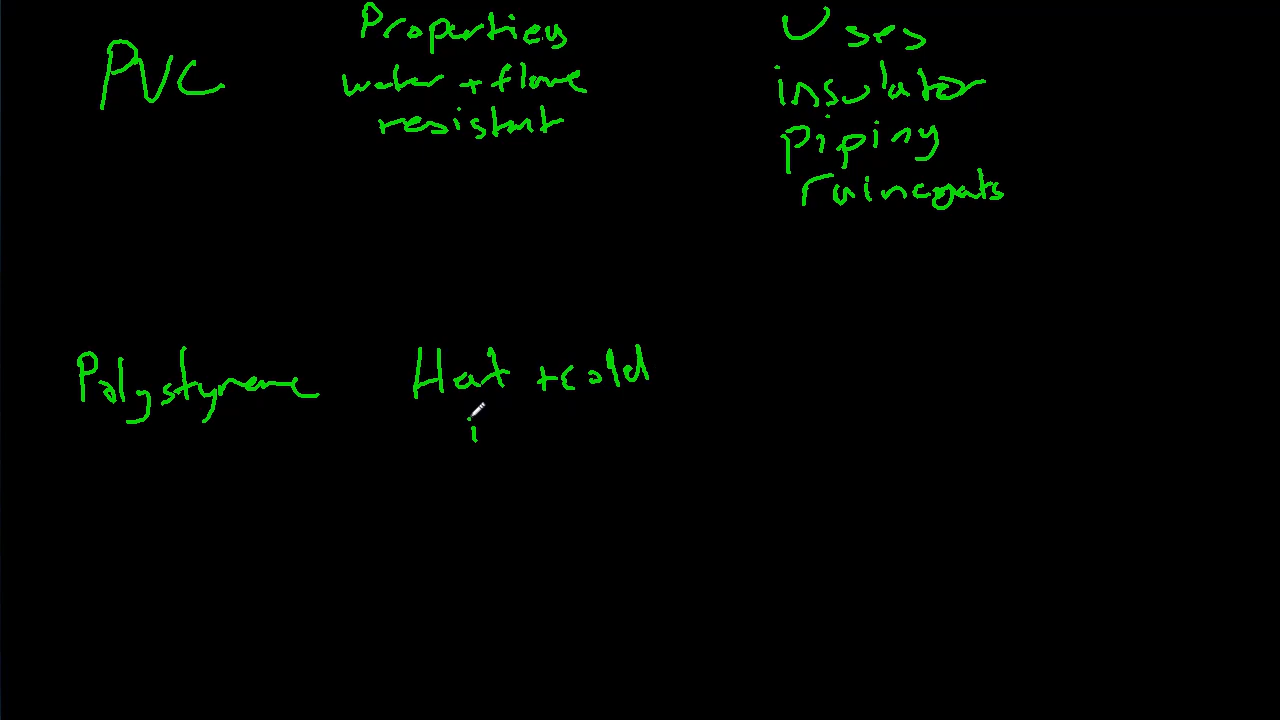 PVC
Properties
water + flame
resistant
Uses
insulator
piping
raincoats
Polystyrene
Heat + cold
i